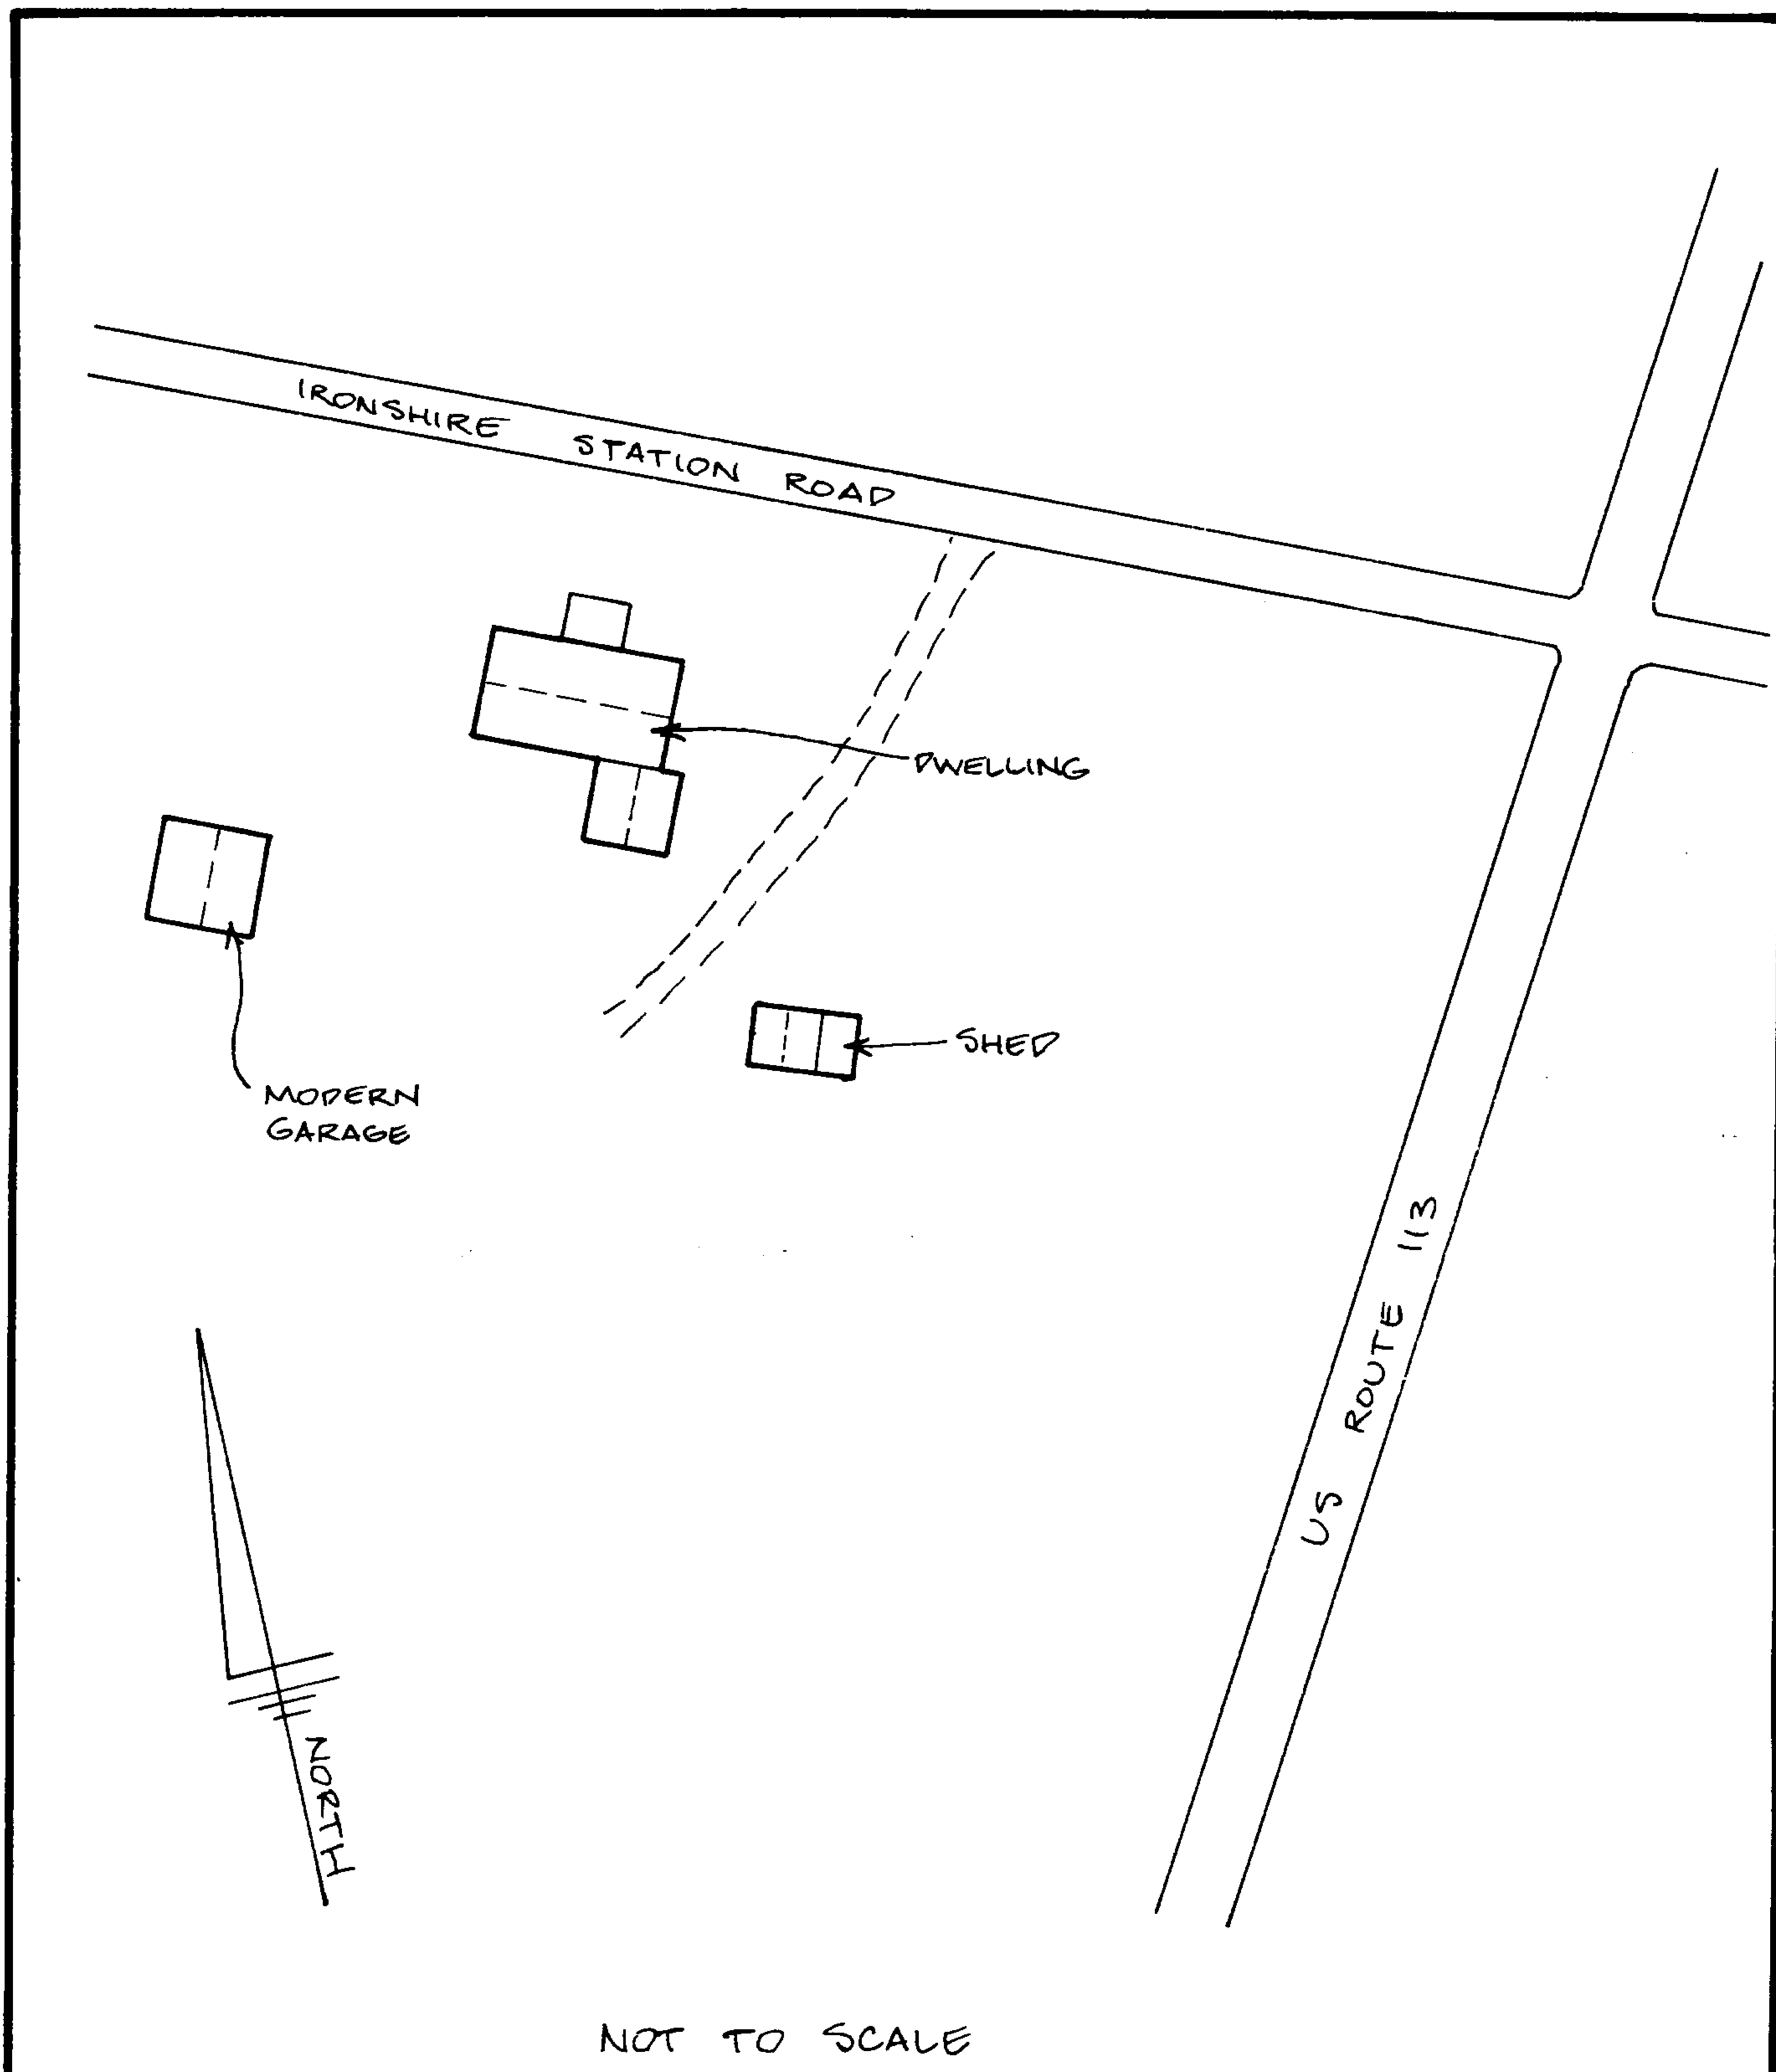 IRONSHIRE STATION ROAD
DWELLING
SHED
MODERN
GARAGE
US ROUTE 113
NORTH
NOT TO SCALE